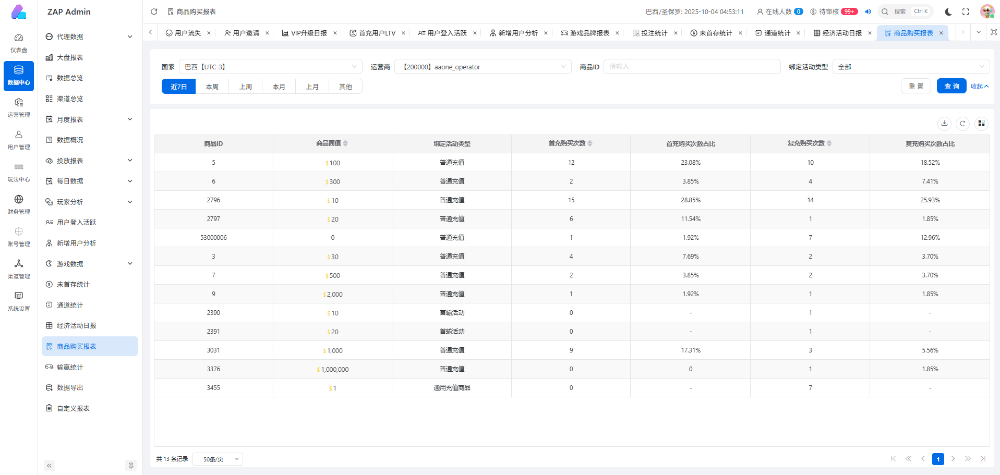 ZAP Admin
商品购买报表
巴西/圣保罗: 2025-10-04 04:53:11
在线人数 0
待审核 99+
搜索 Ctrl K
用户流失 ×
用户邀请 ×
VIP升级日报 ×
首充用户LTV ×
用户登入活跃 ×
新增用户分析 ×
游戏品牌报表 ×
投注统计 ×
未首存统计 ×
通道统计 ×
经济活动日报 ×
商品购买报表 ×
仪表盘
数据中心
运营管理
用户管理
玩法中心
财务管理
账号管理
渠道管理
系统设置
代理数据
大盘报表
数据总览
渠道总览
月度报表
数据概况
投放报表
每日数据
玩家分析
用户登入活跃
新增用户分析
游戏数据
未首存统计
通道统计
经济活动日报
商品购买报表
输赢统计
数据导出
自定义报表
国家 巴西【UTC-3】
运营商 【200000】aaone_operator
商品ID 请输入
绑定活动类型 全部
近7日 本周 上周 本月 上月 其他
重 置 查 询 收起
商品ID 商品面值 绑定活动类型 首充购买次数 首充购买次数占比 复充购买次数 复充购买次数占比
5 $100 普通充值 12 23.08% 10 18.52%
6 $300 普通充值 2 3.85% 4 7.41%
2796 $10 普通充值 15 28.85% 14 25.93%
2797 $20 普通充值 6 11.54% 1 1.85%
53000006 0 普通充值 1 1.92% 7 12.96%
3 $30 普通充值 4 7.69% 2 3.70%
7 $500 普通充值 2 3.85% 2 3.70%
9 $2,000 普通充值 1 1.92% 1 1.85%
2390 $10 首输活动 0 - 1 -
2391 $20 首输活动 0 - 1 -
3031 $1,000 普通充值 9 17.31% 3 5.56%
3376 $1,000,000 普通充值 0 0 1 1.85%
3455 $1 通用充值商品 0 - 7 -
共 13 条记录 50条/页
1